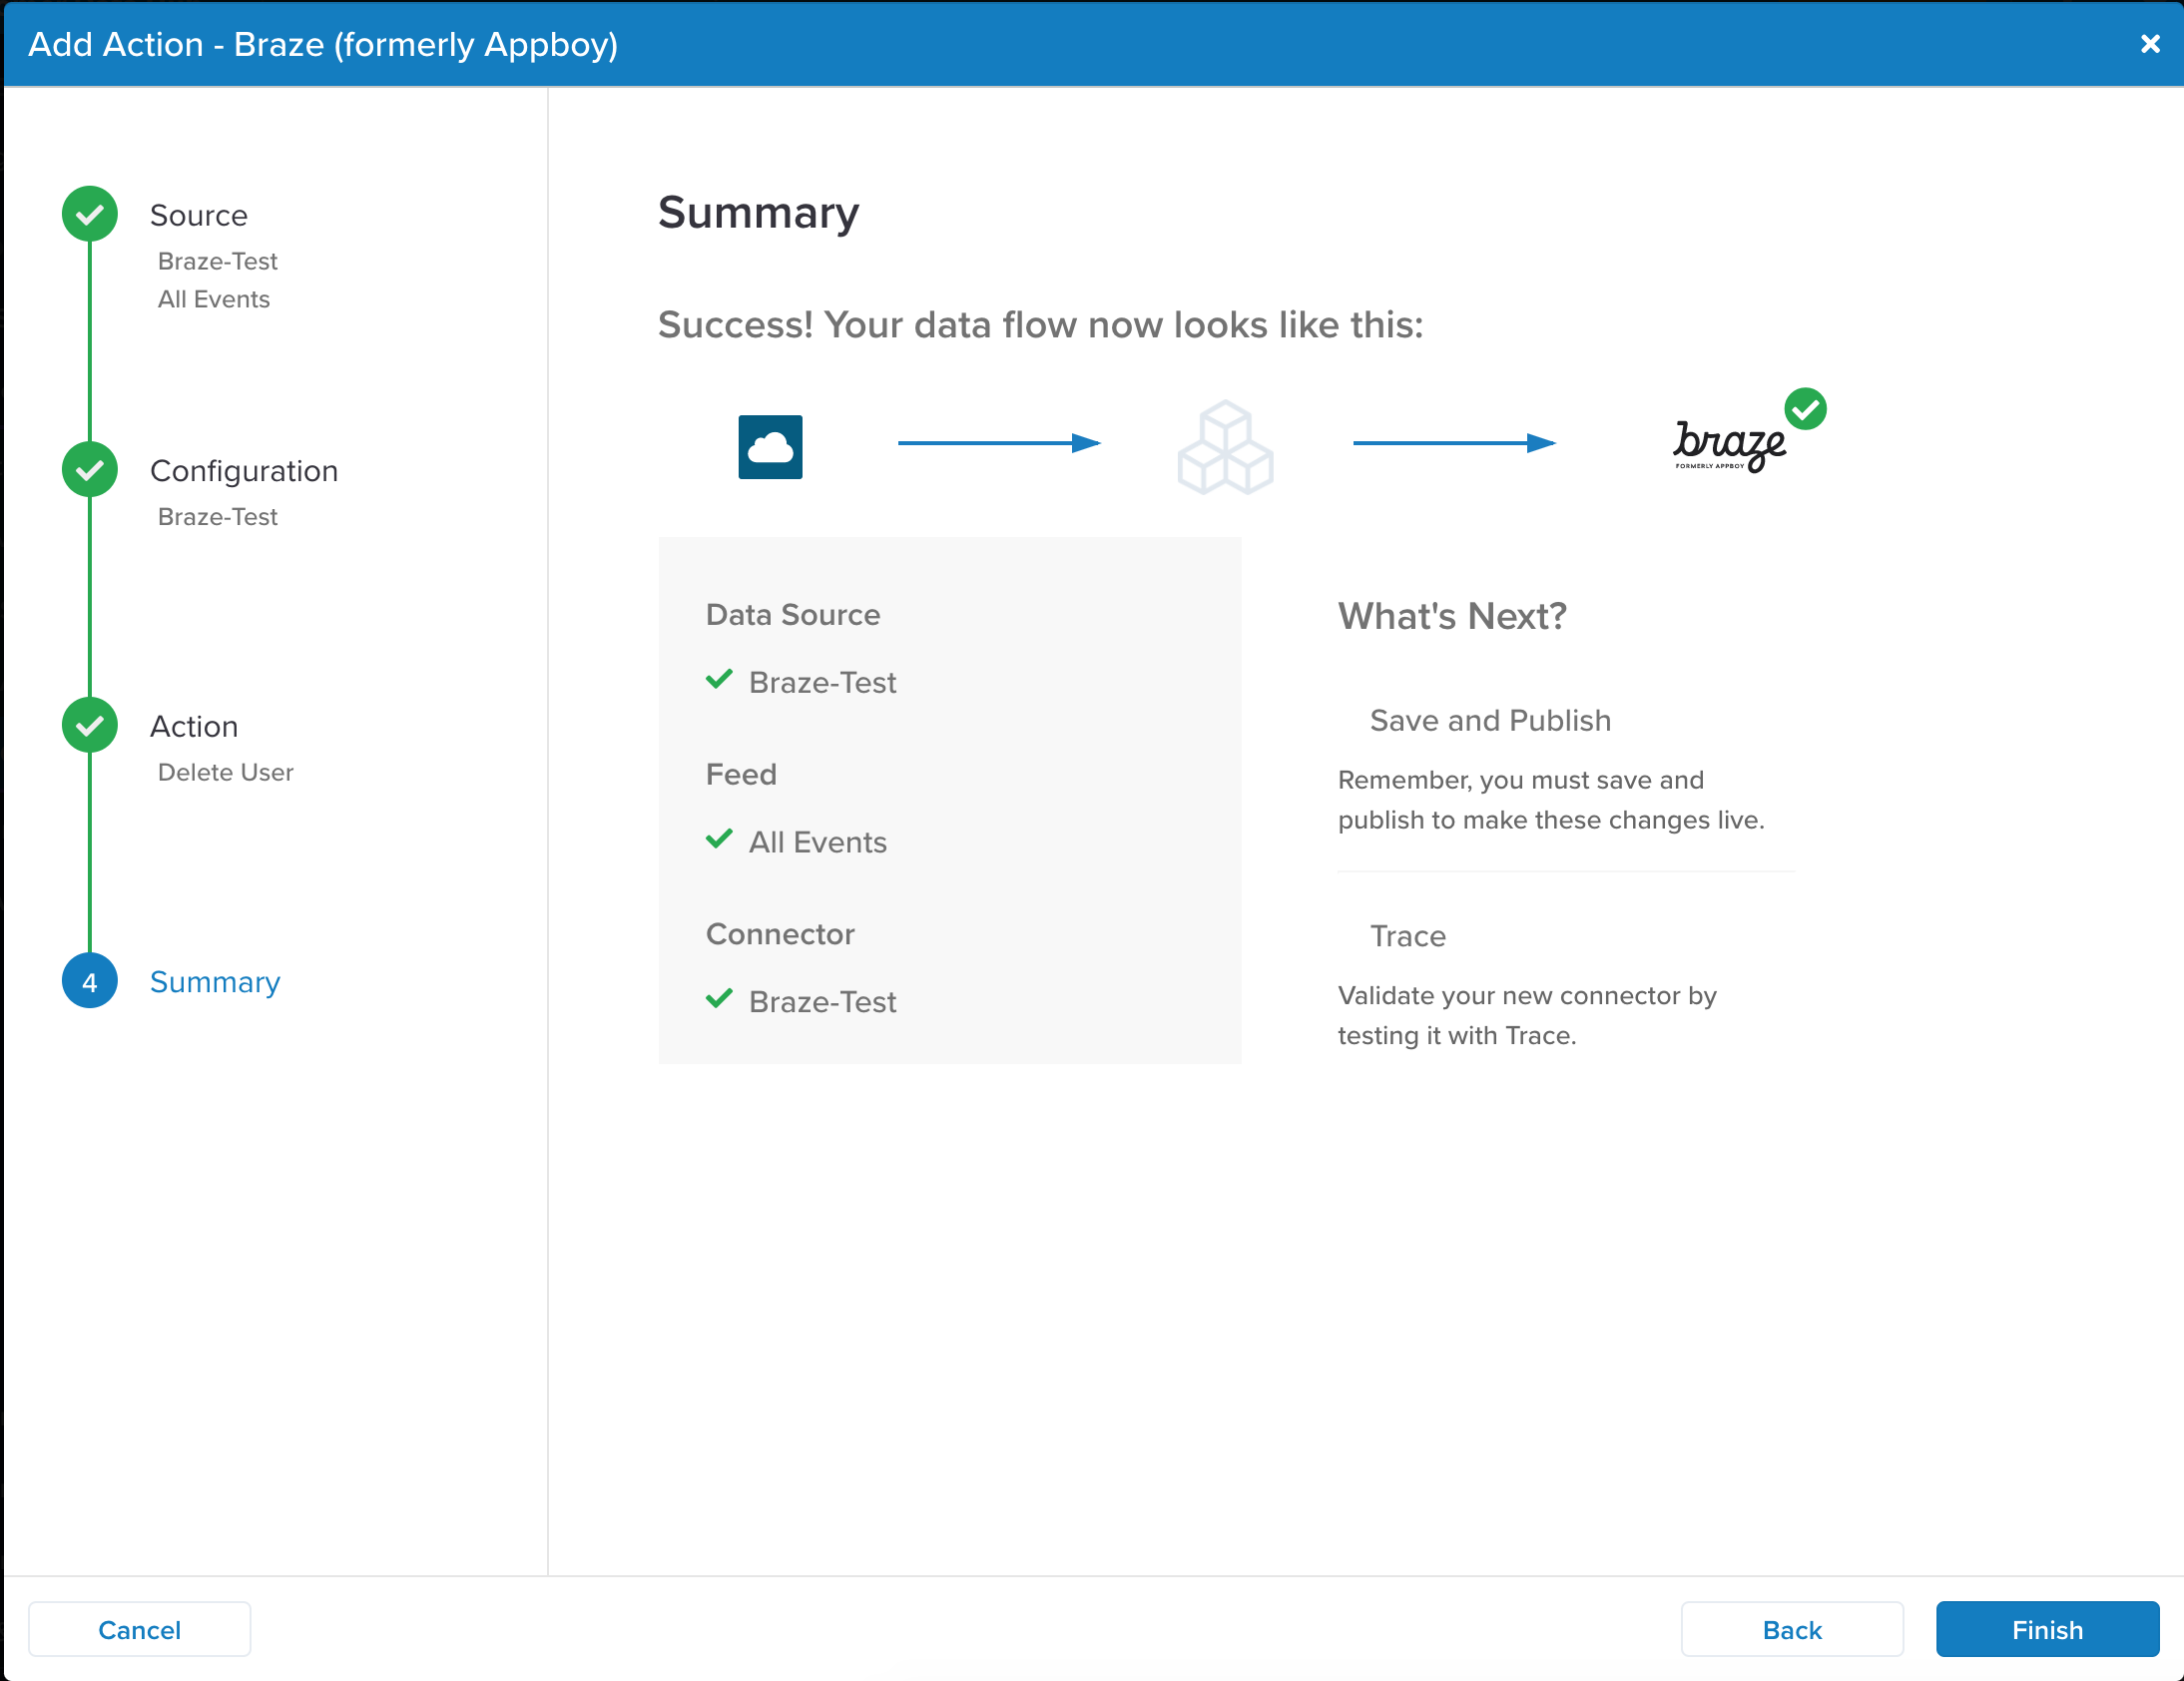 Add Action - Braze (formerly Appboy)
Source
Braze-Test
All Events
Configuration
Braze-Test
Action
Delete User
4
Summary
Summary
Success! Your data flow now looks like this:
braze
FORMERLY APPBOY
Data Source
Braze-Test
Feed
All Events
Connector
Braze-Test
What's Next?
Save and Publish
Remember, you must save and
publish to make these changes live.
Trace
Validate your new connector by
testing it with Trace.
Cancel
Back
Finish